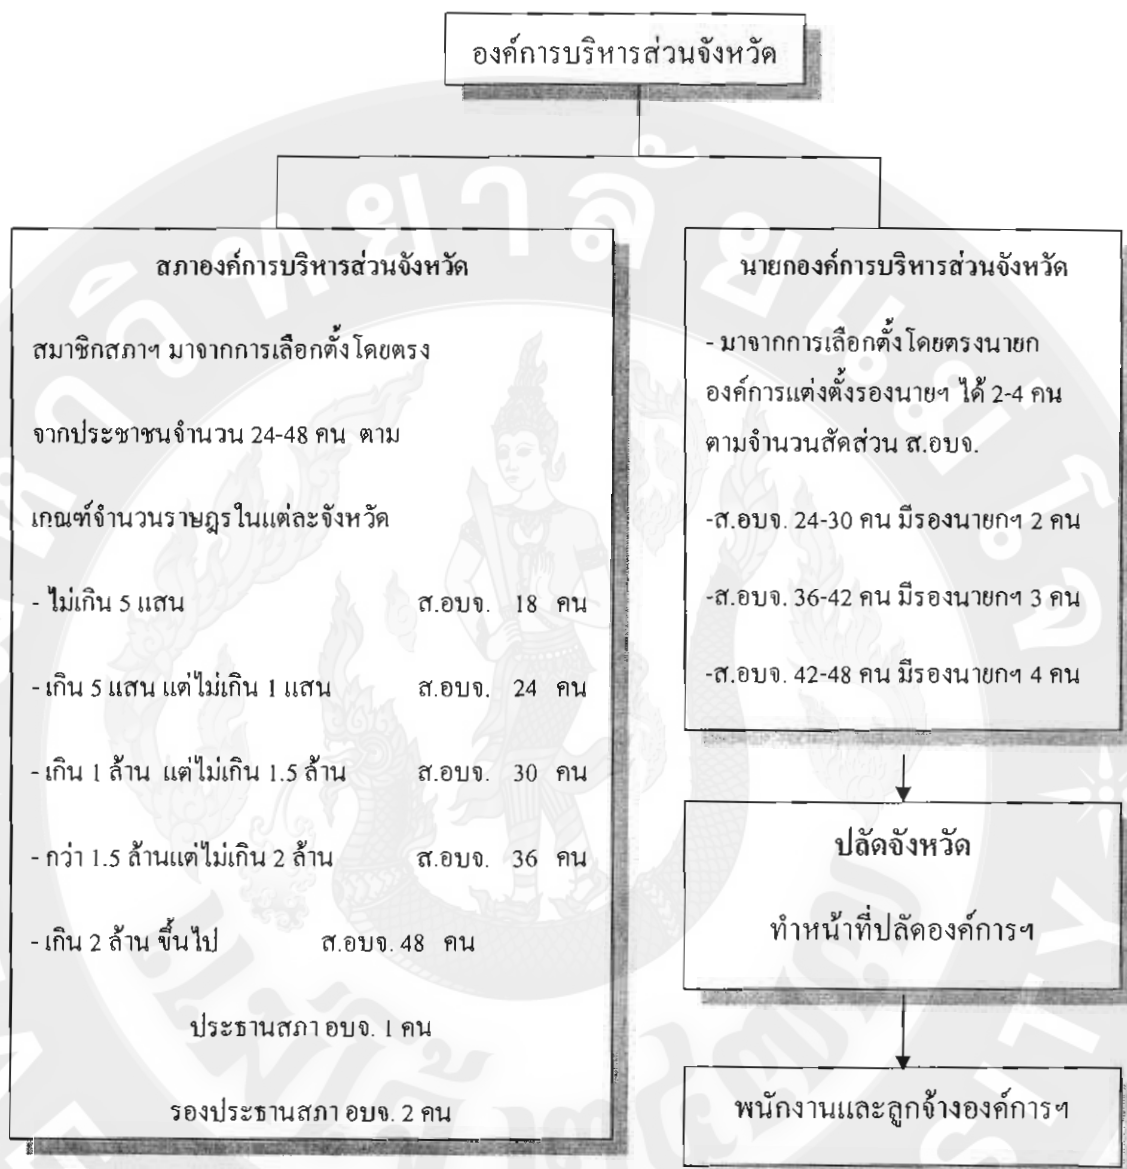 องค์การบริหารส่วนจังหวัด
สภาองค์การบริหารส่วนจังหวัด
สมาชิกสภาฯ มาจากการเลือกตั้งโดยตรง
จากประชาชนจำนวน 24-48 คน ตาม
เกณฑ์จำนวนราษฎรในแต่ละจังหวัด
- ไม่เกิน 5 แสน ส.อบจ. 18 คน
- เกิน 5 แสน แต่ไม่เกิน 1 แสน ส.อบจ. 24 คน
- เกิน 1 ล้าน แต่ไม่เกิน 1.5 ล้าน ส.อบจ. 30 คน
- กว่า 1.5 ล้านแต่ไม่เกิน 2 ล้าน ส.อบจ. 36 คน
- เกิน 2 ล้าน ขึ้นไป ส.อบจ. 48 คน
ประธานสภา อบจ. 1 คน
รองประธานสภา อบจ. 2 คน
นายกองค์การบริหารส่วนจังหวัด
- มาจากการเลือกตั้งโดยตรงนายก
องค์การแต่งตั้งรองนายฯ ได้ 2-4 คน
ตามจำนวนสัดส่วน ส.อบจ.
-ส.อบจ. 24-30 คน มีรองนายกฯ 2 คน
-ส.อบจ. 36-42 คน มีรองนายกฯ 3 คน
-ส.อบจ. 42-48 คน มีรองนายกฯ 4 คน
ปลัดจังหวัด
ทำหน้าที่ปลัดองค์การฯ
พนักงานและลูกจ้างองค์การฯ